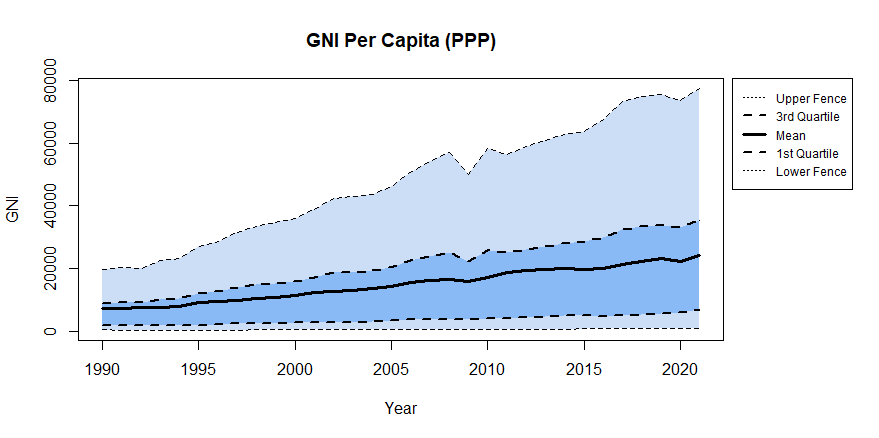 GNI Per Capita (PPP)
80000
60000
40000
20000
0
GNI
1990
1995
2000
2005
2010
2015
2020
Year
Upper Fence
3rd Quartile
Mean
1st Quartile
Lower Fence